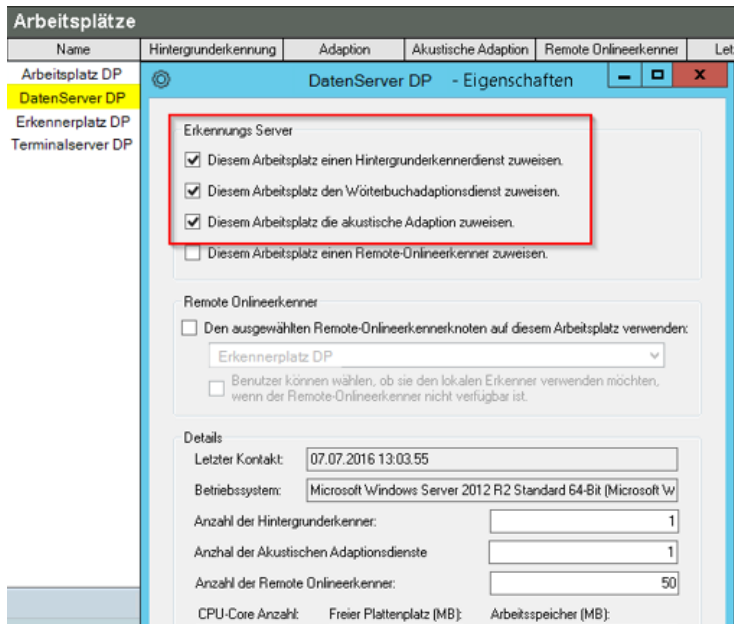 Arbeitsplätze
Name Hintergrunderkennung Adaption Akustische Adaption Remote Onlineerkenner
Arbeitsplatz DP
DatenServer DP
Erkennerplatz DP
Terminalserver DP
DatenServer DP - Eigenschaften
Erkennungs Server
Diesem Arbeitsplatz einen Hintergrunderkennerdienst zuweisen.
Diesem Arbeitsplatz den Wörterbuchadaptionsdienst zuweisen.
Diesem Arbeitsplatz die akustische Adaption zuweisen.
Diesem Arbeitsplatz einen Remote-Onlineerkenner zuweisen.
Remote Onlineerkenner
Den ausgewählten Remote-Onlineerkennerknoten auf diesem Arbeitsplatz verwenden:
Erkennerplatz DP
Benutzer können wählen, ob sie den lokalen Erkenner verwenden möchten,
wenn der Remote-Onlineerkenner nicht verfügbar ist.
Details
Letzter Kontakt: 07.07.2016 13:03.55
Betriebssystem: Microsoft Windows Server 2012 R2 Standard 64-Bit (Microsoft W
Anzahl der Hintergrunderkenner: 1
Anzhal der Akustischen Adaptionsdienste 1
Anzahl der Remote Onlineerkenner: 50
CPU-Core Anzahl: Freier Plattenplatz (MB): Arbeitsspeicher (MB):